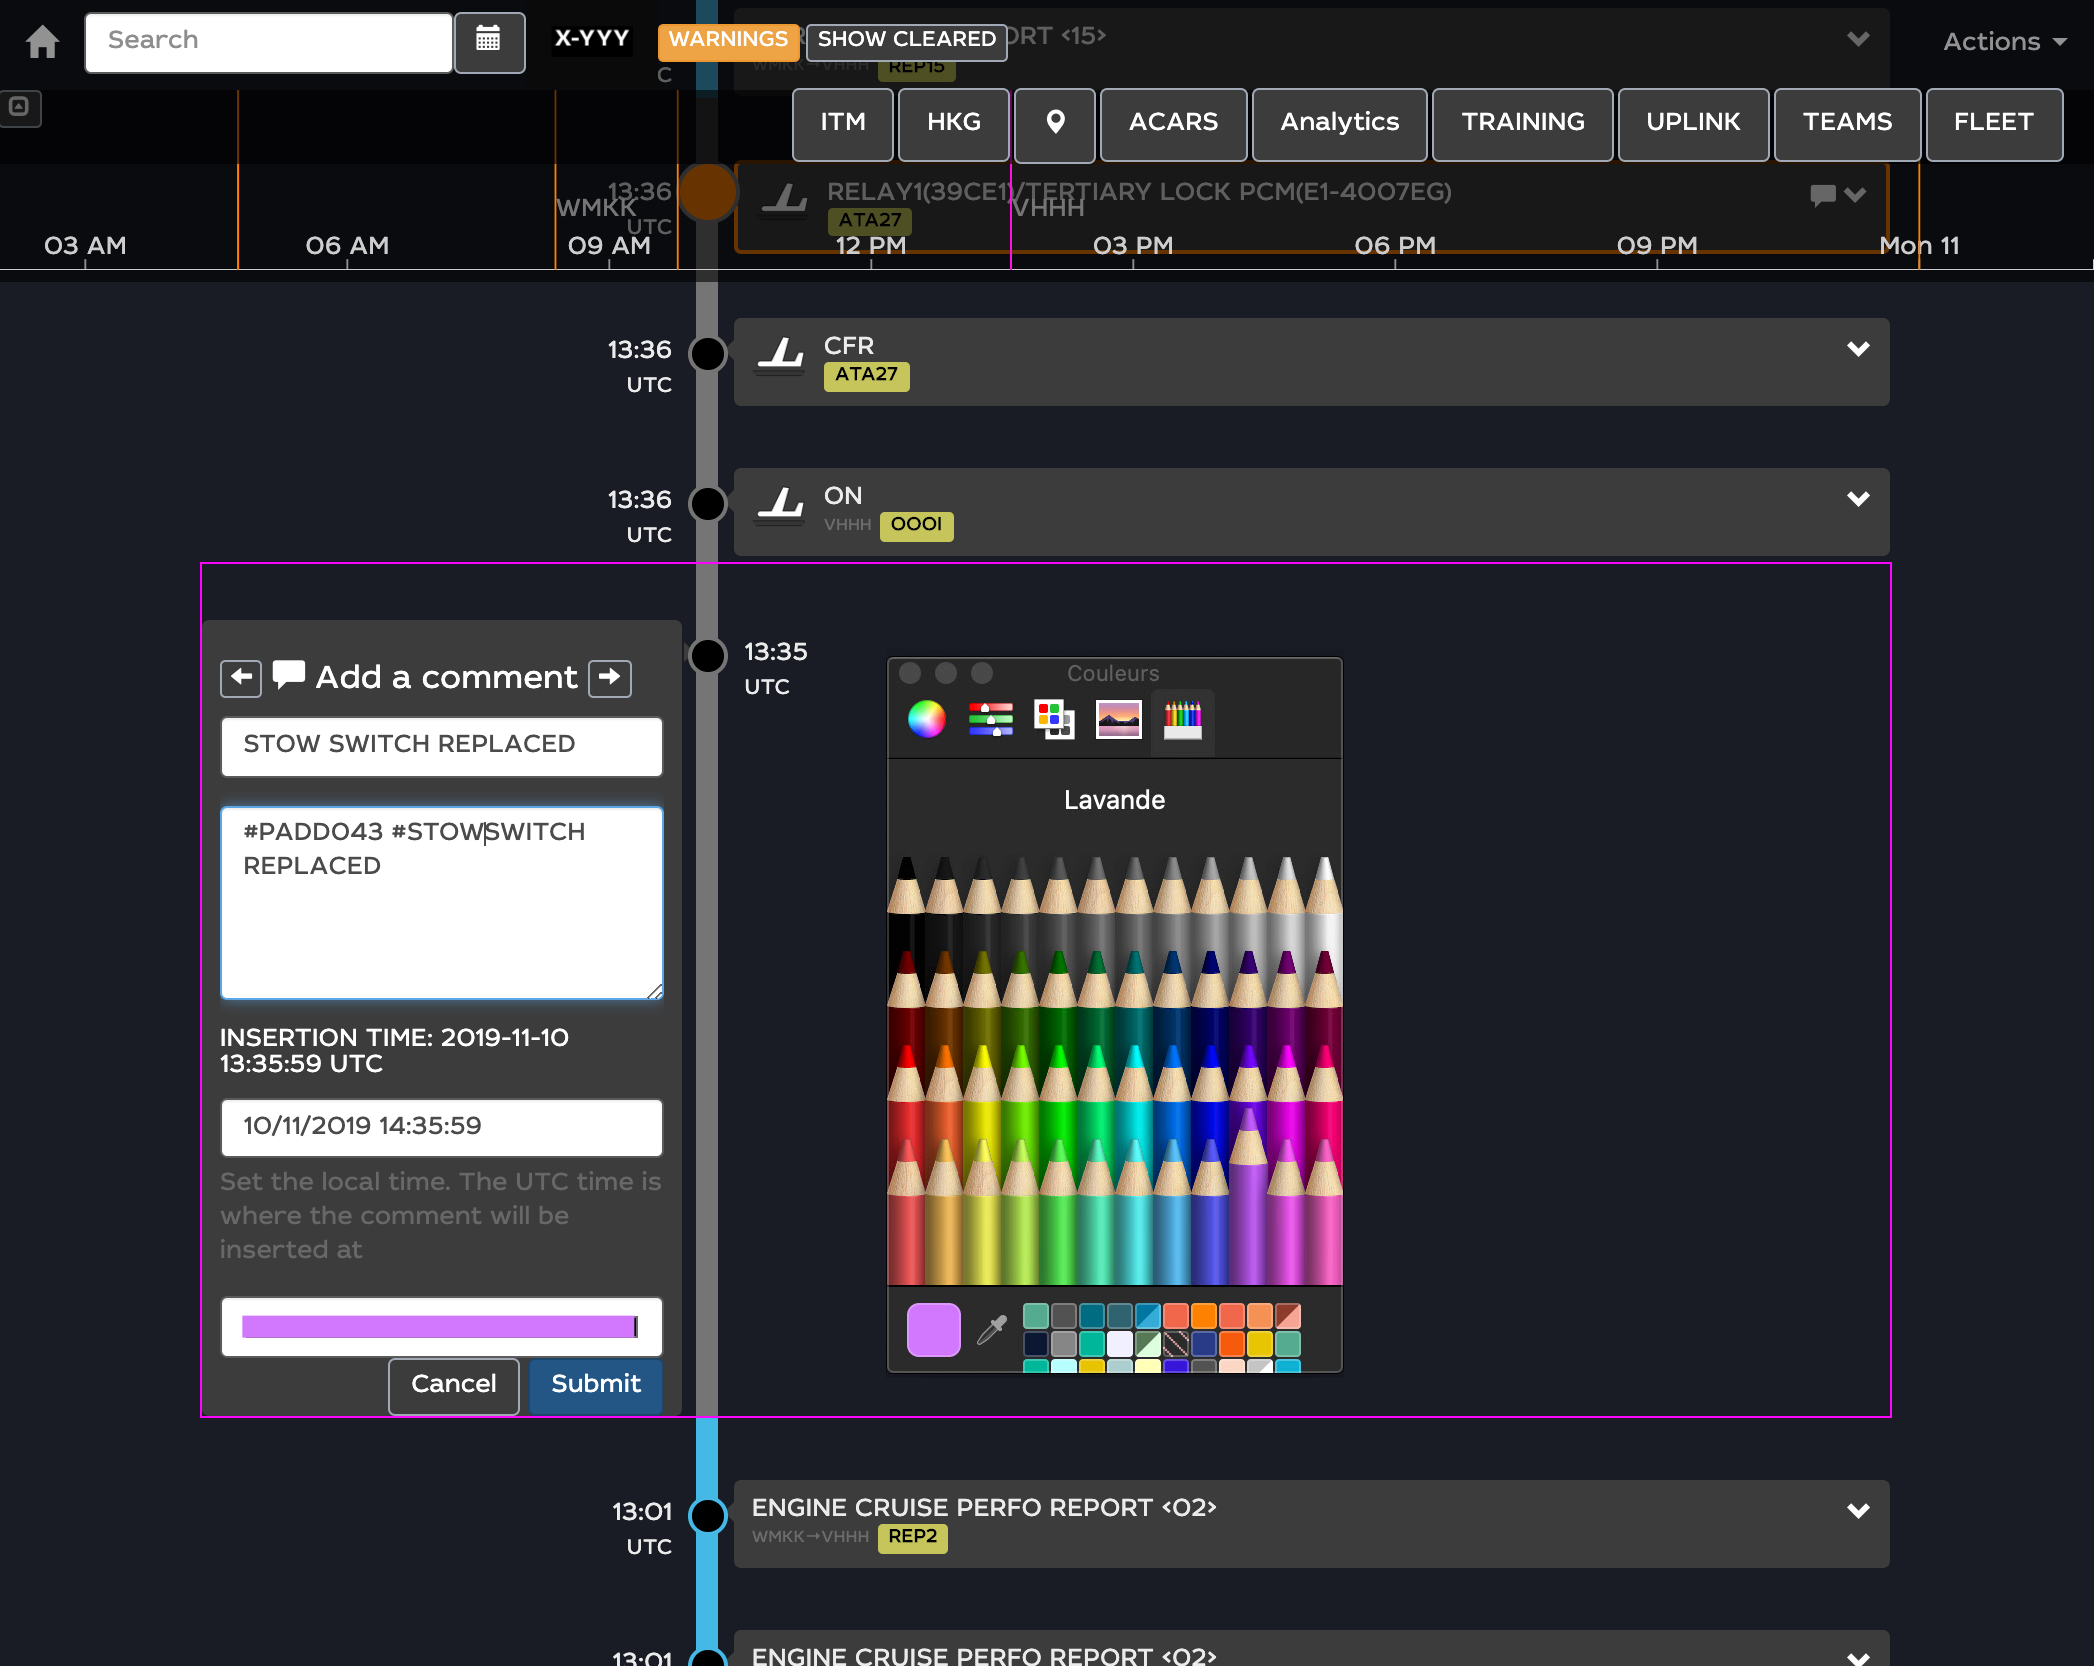 Search
X-YYY
WARNINGS
SHOW CLEARED
ORT <15>
Actions
C
WMKK→VHHH
REP15
ITM
HKG
ACARS
Analytics
TRAINING
UPLINK
TEAMS
FLEET
13:36
UTC
RELAY1(39CE1)/TERTIARY LOCK PCM(E1-4007EG)
ATA27
WMKK
VHHH
03 AM
06 AM
09 AM
12 PM
03 PM
06 PM
09 PM
Mon 11
13:36
UTC
CFR
ATA27
13:36
UTC
ON
VHHH
OOOI
13:35
UTC
Add a comment
STOW SWITCH REPLACED
#PADD043 #STOWSWITCH
REPLACED
INSERTION TIME: 2019-11-10
13:35:59 UTC
10/11/2019 14:35:59
Set the local time. The UTC time is
where the comment will be
inserted at
Cancel
Submit
Couleurs
Lavande
13:01
UTC
ENGINE CRUISE PERFO REPORT <02>
WMKK→VHHH
REP2
13:01
ENGINE CRUISE PERFO REPORT <02>